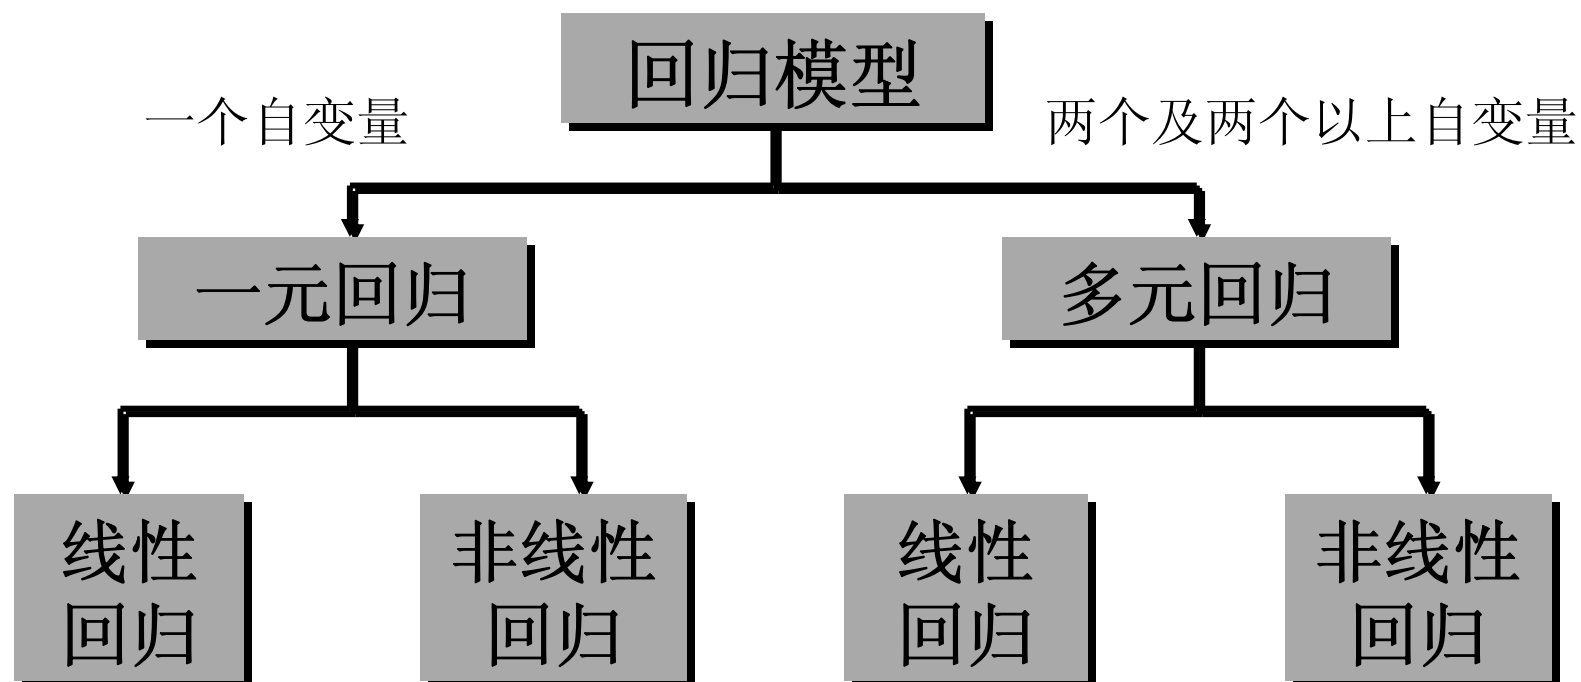 回归模型
一个自变量
两个及两个以上自变量
一元回归
多元回归
线性
回归
非线性
回归
线性
回归
非线性
回归